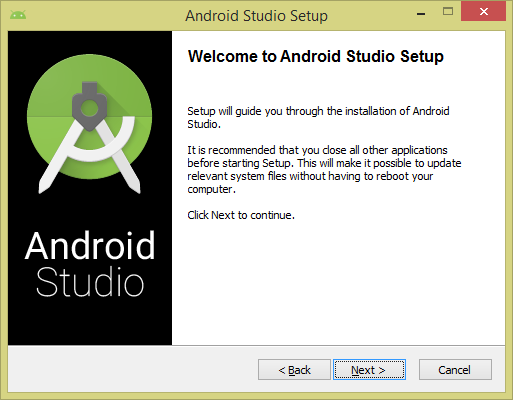 Android Studio Setup
Welcome to Android Studio Setup
Setup will guide you through the installation of Android
Studio.
It is recommended that you close all other applications
before starting Setup. This will make it possible to update
relevant system files without having to reboot your
computer.
Click Next to continue.
Android
Studio
< Back
Next >
Cancel